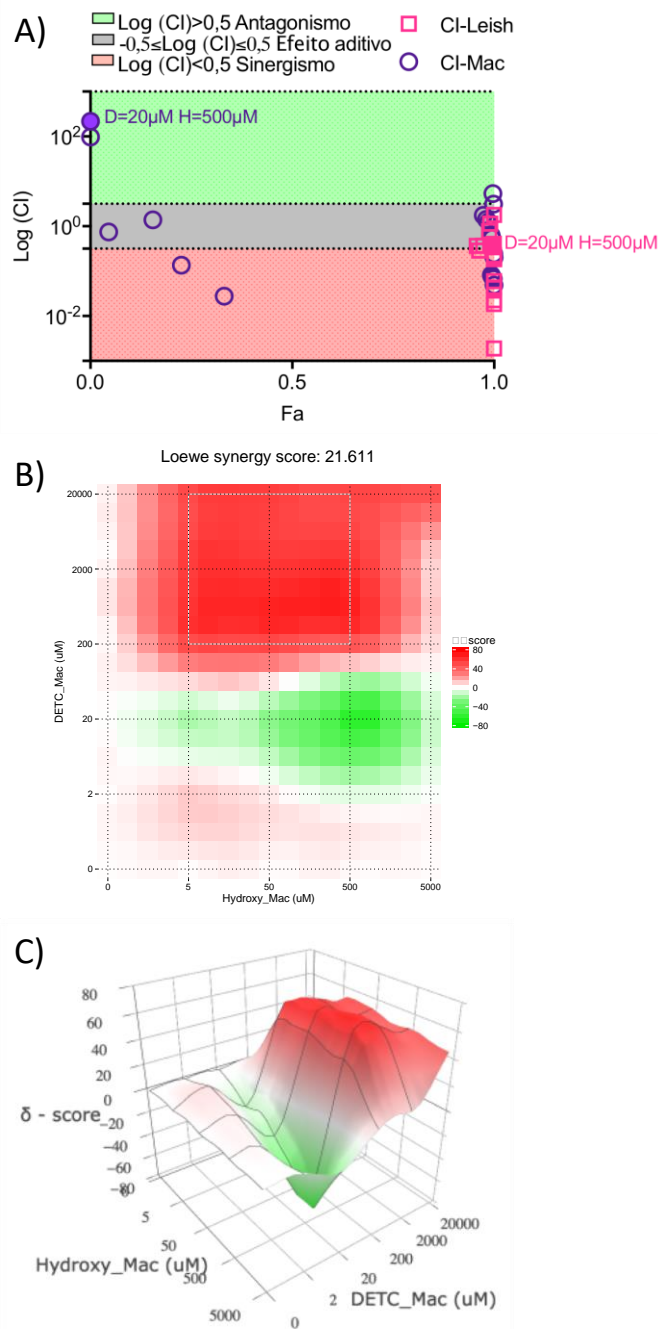 A)
Log (CI)>0,5 Antagonismo
-0,5≤Log (CI)≤0,5 Efeito aditivo
Log (CI)<0,5 Sinergismo
CI-Leish
CI-Mac
D=20µM H=500µM
D=20µM H=500µM
10²
10⁰
10⁻²
Log (CI)
0.0 0.5 1.0
Fa
B)
Loewe synergy score: 21.611
20000
2000
200
20
2
0
DETC_Mac (uM)
0 5 50 500 5000
Hydroxy_Mac (uM)
□□score
80
40
0
−40
−80
C)
80
60
40
20
0
-20
-40
-60
-80
δ - score
0
5
50
500
5000
Hydroxy_Mac (uM)
0
2
20
200
2000
20000
DETC_Mac (uM)